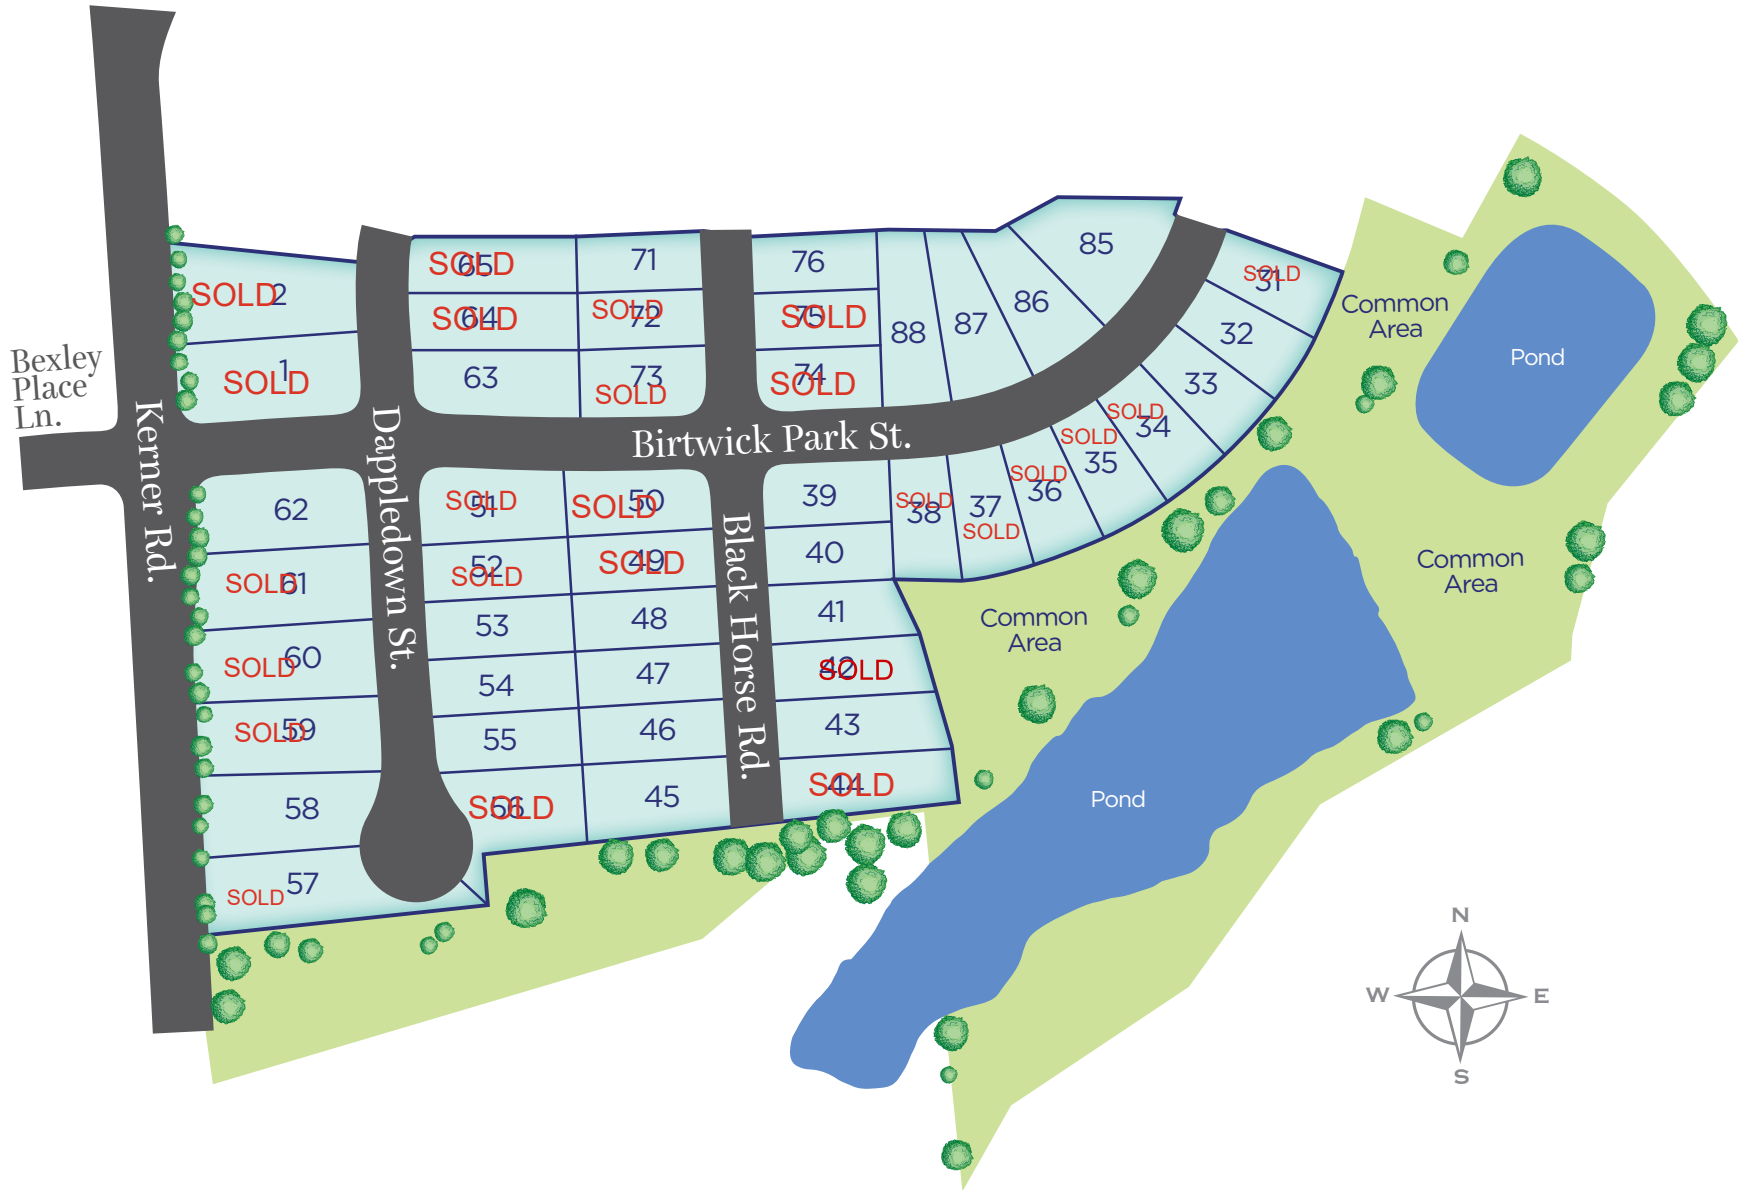 Bexley
Place
Ln.
Kerner Rd.
Dappledown St.
Birtwick Park St.
Black Horse Rd.
SOLD 2
SOLD 1
SOLD 65
SOLD 64
63
71
SOLD 72
73
SOLD
76
SOLD 75
74
SOLD
88
87
86
85
SOLD
31
32
33
SOLD
34
SOLD
35
SOLD
36
37
SOLD
SOLD
38
62
SOLD 61
SOLD 60
SOLD 59
58
SOLD 57
SOLD 51
52
SOLD
53
54
55
SOLD 56
SOLD 50
SOLD 49
48
47
46
45
39
40
41
SOLD 42
43
SOLD 44
Common
Area
Common
Area
Common
Area
Pond
Pond
N
W E
S